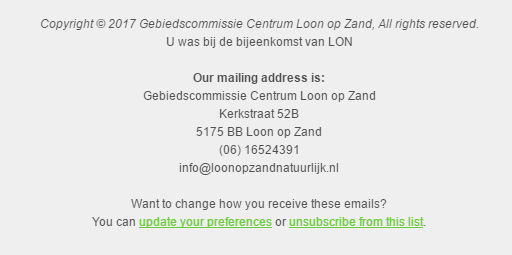 Copyright © 2017 Gebiedscommissie Centrum Loon op Zand, All rights reserved.
U was bij de bijeenkomst van LON
Our mailing address is:
Gebiedscommissie Centrum Loon op Zand
Kerkstraat 52B
5175 BB Loon op Zand
(06) 16524391
info@loonopzandnatuurlijk.nl
Want to change how you receive these emails?
You can update your preferences or unsubscribe from this list.